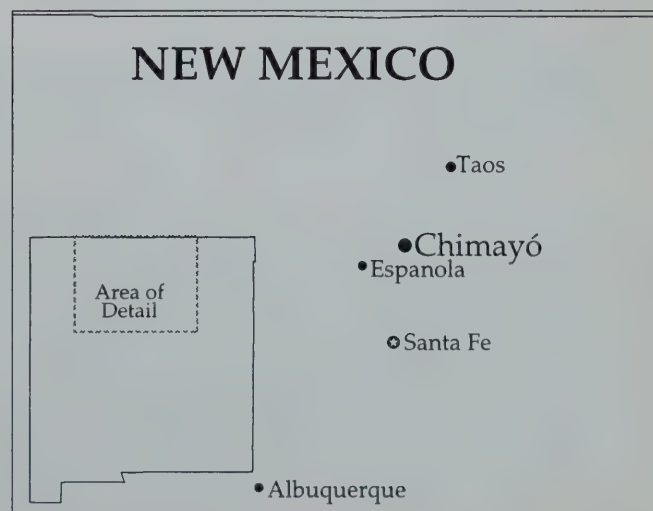 NEW MEXICO
Taos
Chimayó
Espanola
Area of
Detail
Santa Fe
Albuquerque